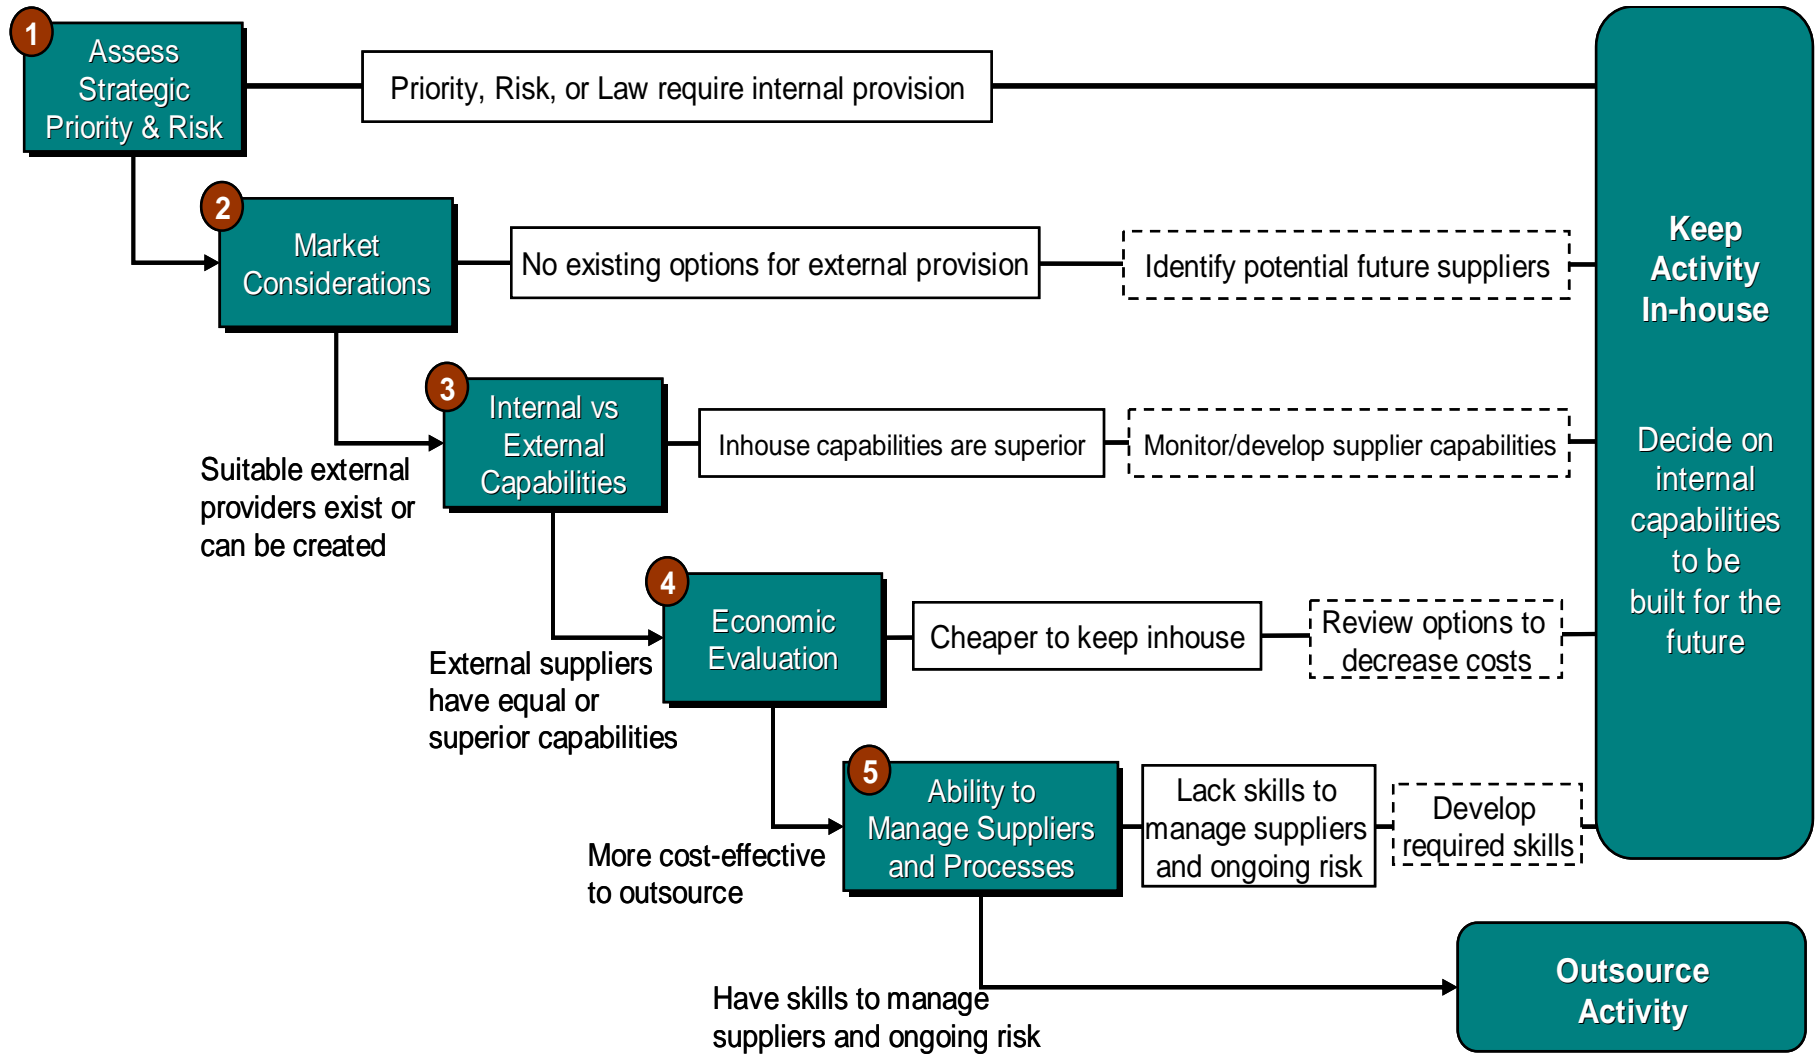 1
Assess
Strategic
Priority & Risk
Priority, Risk, or Law require internal provision
2
Market
Considerations
No existing options for external provision
Identify potential future suppliers
Suitable external
providers exist or
can be created
3
Internal vs
External
Capabilities
Inhouse capabilities are superior
Monitor/develop supplier capabilities
External suppliers
have equal or
superior capabilities
4
Economic
Evaluation
Cheaper to keep inhouse
Review options to
decrease costs
More cost-effective
to outsource
5
Ability to
Manage Suppliers
and Processes
Lack skills to
manage suppliers
and ongoing risk
Develop
required skills
Have skills to manage
suppliers and ongoing risk
Keep
Activity
In-house
Decide on
internal
capabilities
to be
built for the
future
Outsource
Activity